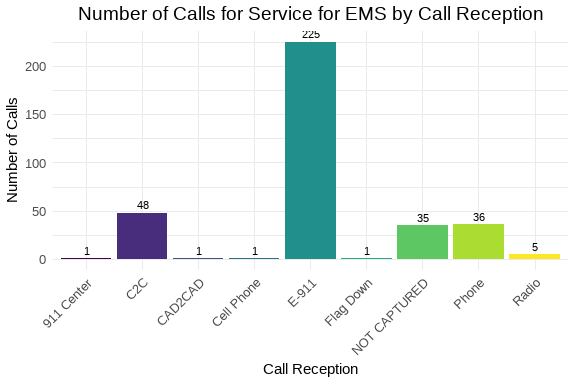 Number of Calls for Service for EMS by Call Reception
Number of Calls
200
150
100
50
0
1
48
1
1
225
1
35
36
5
911 Center
C2C
CAD2CAD
Cell Phone
E-911
Flag Down
NOT CAPTURED
Phone
Radio
Call Reception